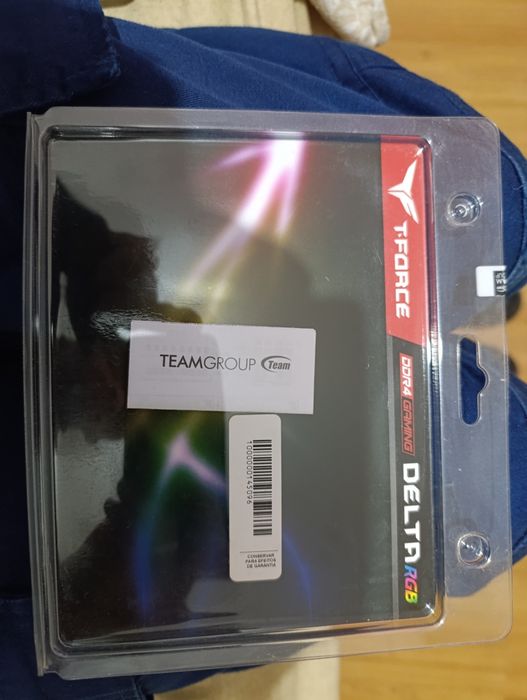 T-FORCE
DDR4 GAMING
DELTA RGB
TEAMGROUP Team
1000000145096
CONSERVAR
PARA EFEITOS
DE GARANTIA